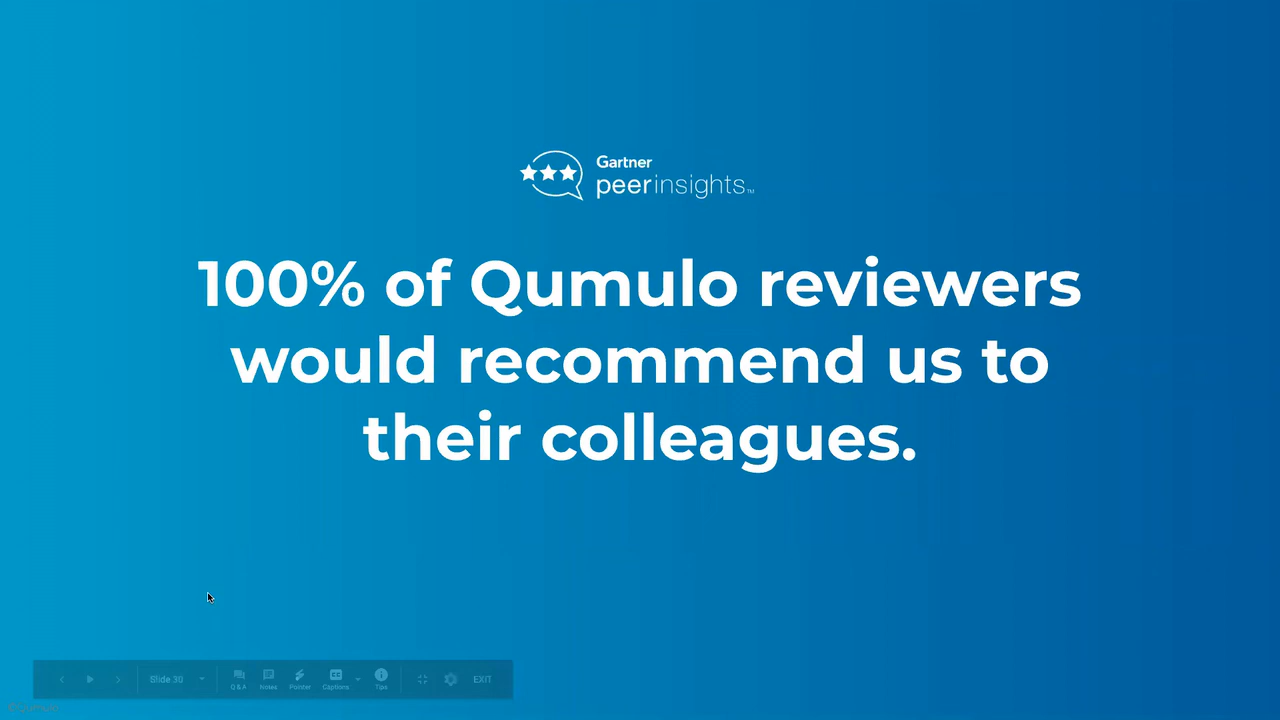 Gartner
peerinsights™
100% of Qumulo reviewers
would recommend us to
their colleagues.
Slide 30
Q&A
Notes
Pointer
Captions
Tips
EXIT